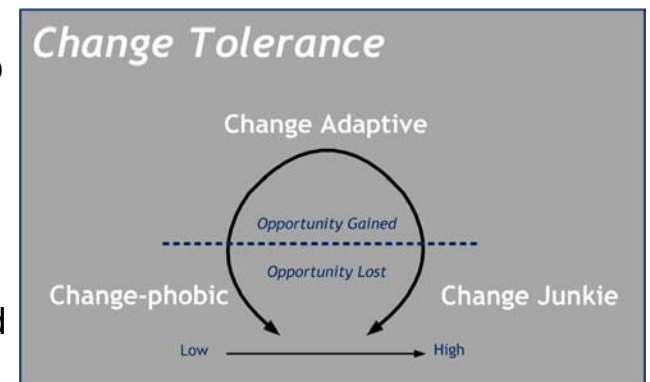 Change Tolerance
Change Adaptive
Opportunity Gained
Opportunity Lost
Change-phobic
Change Junkie
Low
High